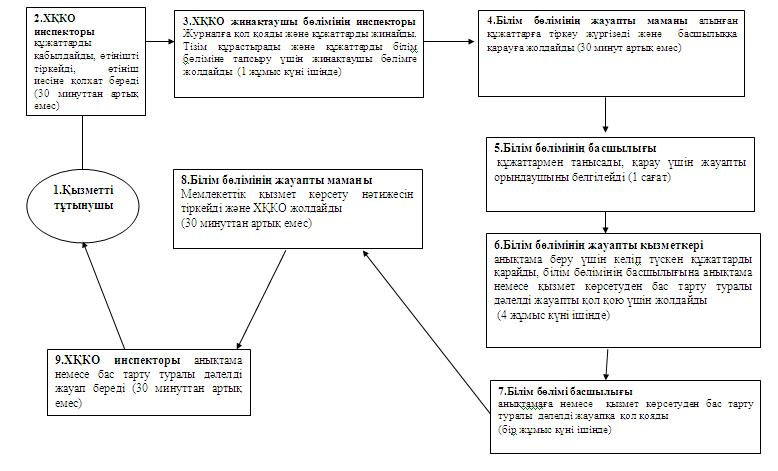 2.ХҚКО
инспекторы
құжаттарды
қабылдайды, өтінішті
тіркейді, өтініш
иесіне қолхат береді
(30 минуттан артық
емес)
3.ХҚКО жинақтаушы бөлімінің инспекторы
Журналға қол қояды және құжаттарды жинайды.
Тізім құрастырады және құжаттарды білім
бөліміне тапсыру үшін жинақтаушы бөлімге
жолдайды (1 жұмыс күні ішінде)
4.Білім бөлімінің жауапты маманы алынған
құжаттарға тіркеу жүргізеді және басшылыққа
қарауға жолдайды (30 минут артық емес)
5.Білім бөлімінің басшылығы
құжаттармен танысады, қарау үшін жауапты
орындаушыны белгілейді (1 сағат)
6.Білім бөлімінің жауапты қызметкері
анықтама беру үшін келіп түскен құжаттарды
қарайды, білім бөлімінің басшылығына анықтама
немесе қызмет көрсетуден бас тарту туралы
дәлелді жауапты қол қою үшін жолдайды
(4 жұмыс күні ішінде)
7.Білім бөлімі басшылығы
анықтамаға немесе қызмет көрсетуден бас тарту
туралы дәлелді жауапқа қол қояды
(бір жұмыс күні ішінде)
8.Білім бөлімінің жауапты маманы
Мемлекеттік қызмет көрсету нәтижесін
тіркейді және ХҚКО жолдайды
(30 минуттан артық емес)
1.Қызметті
тұтынушы
9.ХҚКО инспекторы анықтама
немесе бас тарту туралы дәлелді
жауап береді (30 минуттан артық
емес)